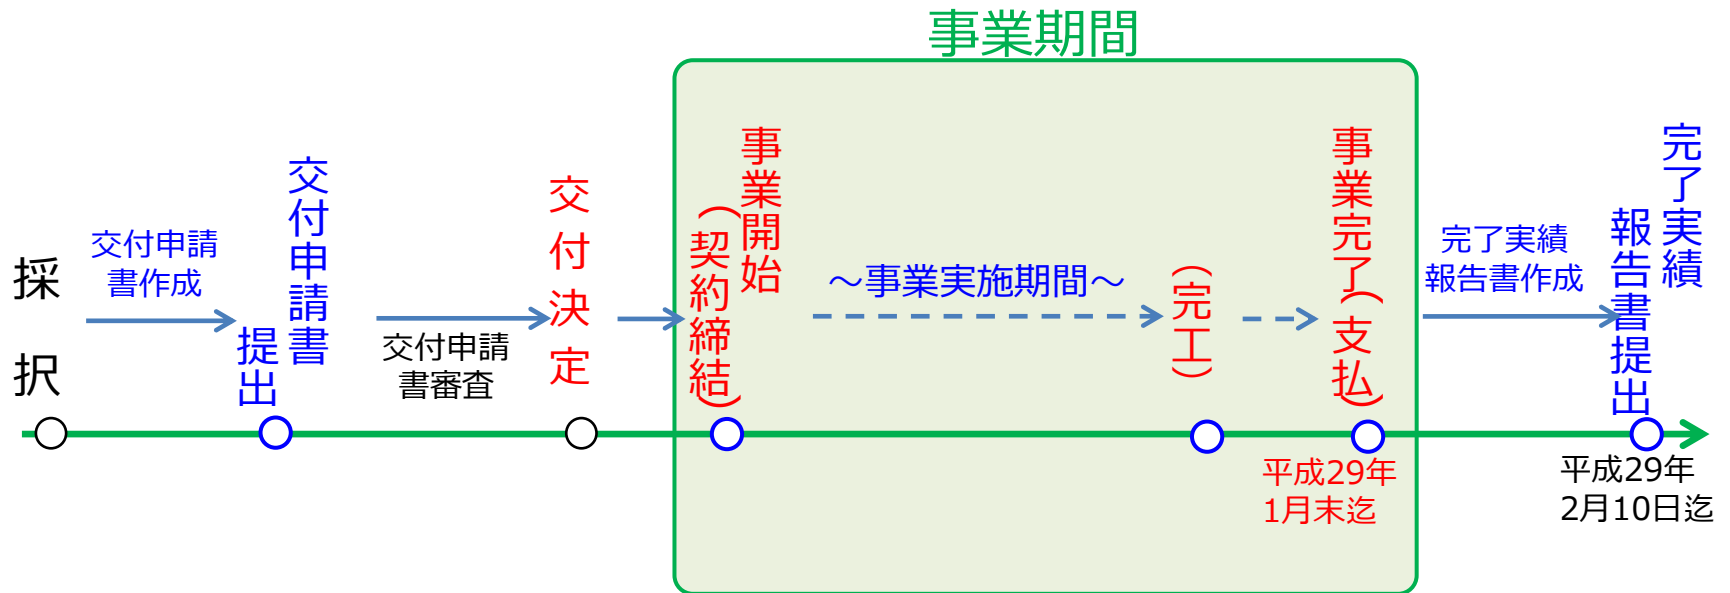 事業期間
採択
交付申請
書作成
交付申請書
提出
交付申請
書審査
交付決定
事業開始
（契約締結）
～事業実施期間～
（完工）
事業完了（支払）
平成29年
1月末迄
完了実績
報告書作成
完了実績
報告書提出
平成29年
2月10日迄